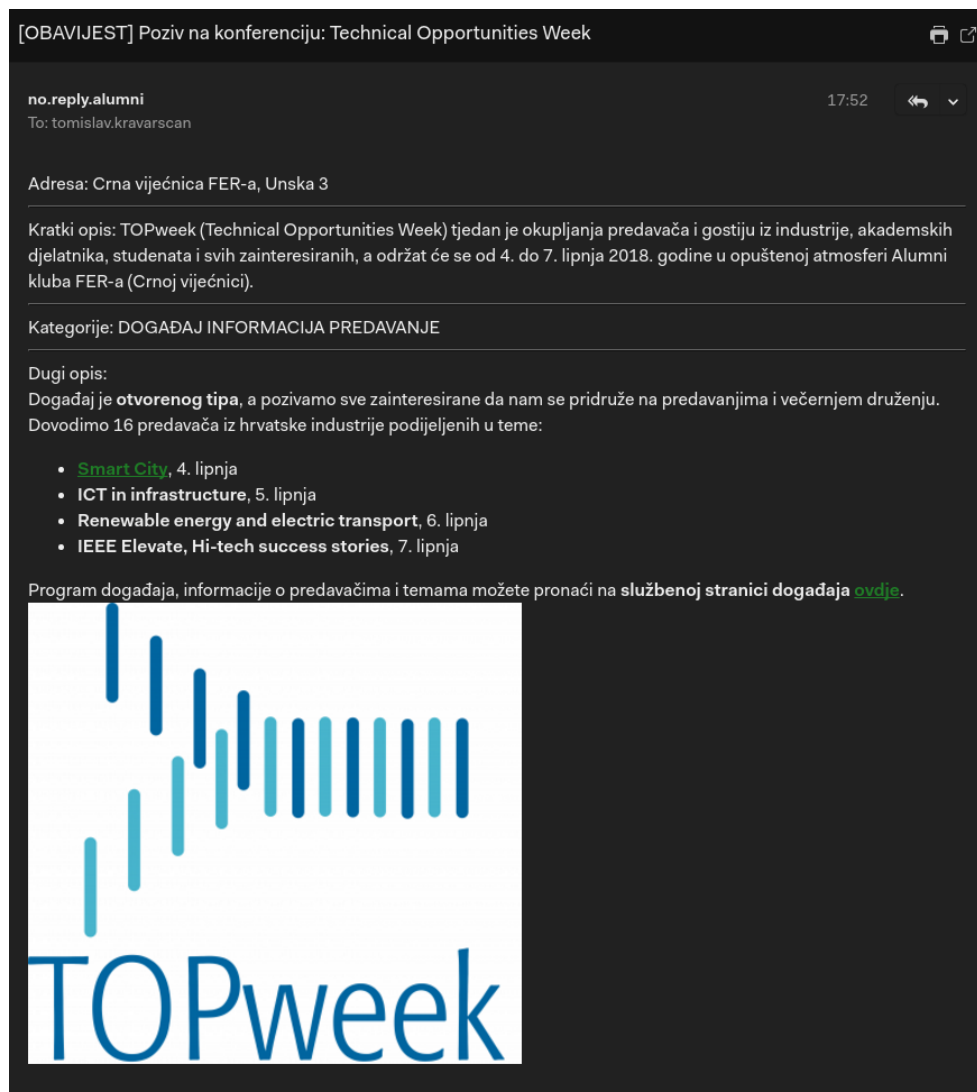 [OBAVIJEST] Poziv na konferenciju: Technical Opportunities Week
no.reply.alumni
17:52
To: tomislav.kravarscan
Adresa: Crna vijećnica FER-a, Unska 3
Kratki opis: TOPweek (Technical Opportunities Week) tjedan je okupljanja predavača i gostiju iz industrije, akademskih
djelatnika, studenata i svih zainteresiranih, a održat će se od 4. do 7. lipnja 2018. godine u opuštenoj atmosferi Alumni
kluba FER-a (Crnoj vijećnici).
Kategorije: DOGAĐAJ INFORMACIJA PREDAVANJE
Dugi opis:
Događaj je otvorenog tipa, a pozivamo sve zainteresirane da nam se pridruže na predavanjima i večernjem druženju.
Dovodimo 16 predavača iz hrvatske industrije podijeljenih u teme:
• Smart City, 4. lipnja
• ICT in infrastructure, 5. lipnja
• Renewable energy and electric transport, 6. lipnja
• IEEE Elevate, Hi-tech success stories, 7. lipnja
Program događaja, informacije o predavačima i temama možete pronaći na službenoj stranici događaja ovdje.
TOPweek